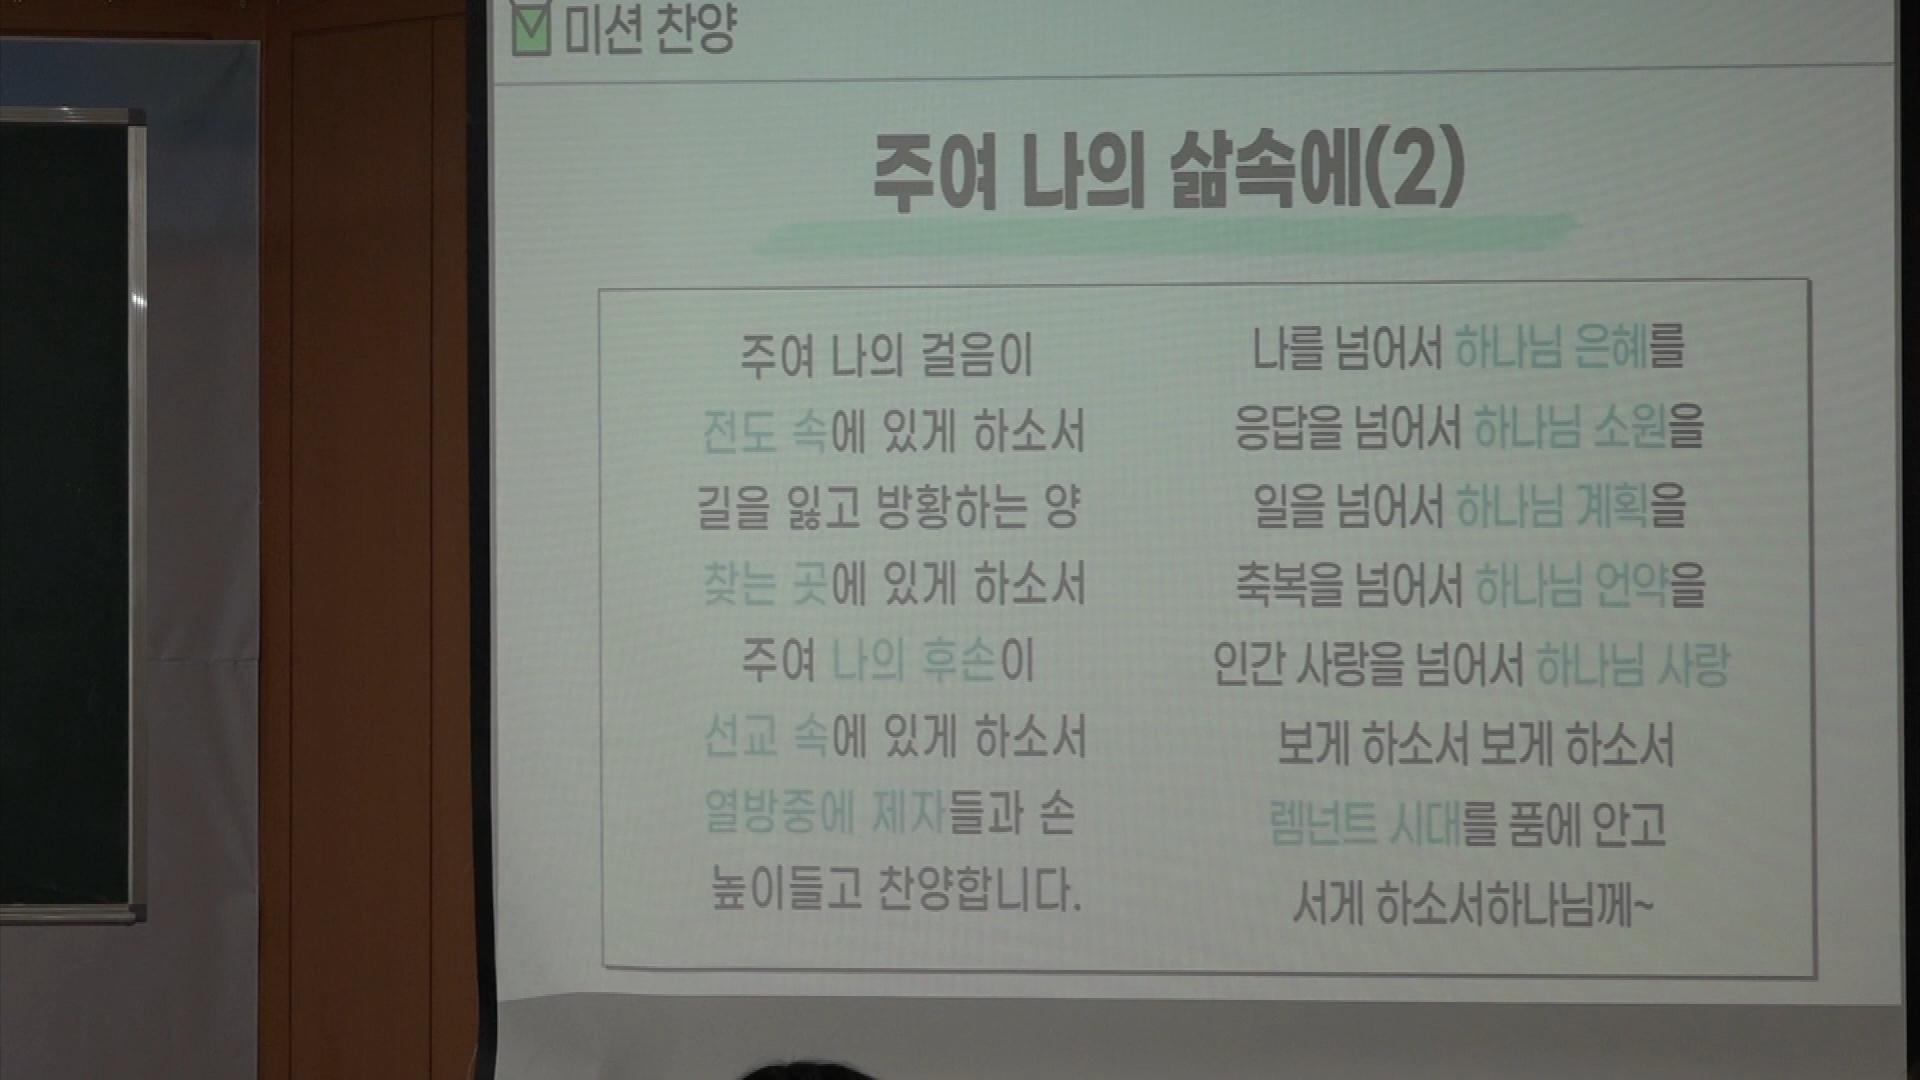 미션 찬양
주여 나의 삶속에(2)
주여 나의 걸음이
전도 속에 있게 하소서
길을 잃고 방황하는 양
찾는 곳에 있게 하소서
주여 나의 후손이
선교 속에 있게 하소서
열방중에 제자들과 손
높이들고 찬양합니다.
나를 넘어서 하나님 은혜를
응답을 넘어서 하나님 소원을
일을 넘어서 하나님 계획을
축복을 넘어서 하나님 언약을
인간 사랑을 넘어서 하나님 사랑
보게 하소서 보게 하소서
렘넌트 시대를 품에 안고
서게 하소서하나님께~